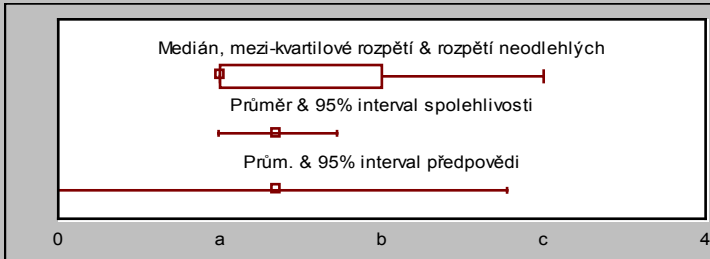 Medián, mezi-kvartilové rozpětí & rozpětí neodlehlých
Průměr & 95% interval spolehlivosti
Prům. & 95% interval předpovědi
0 a b c 4